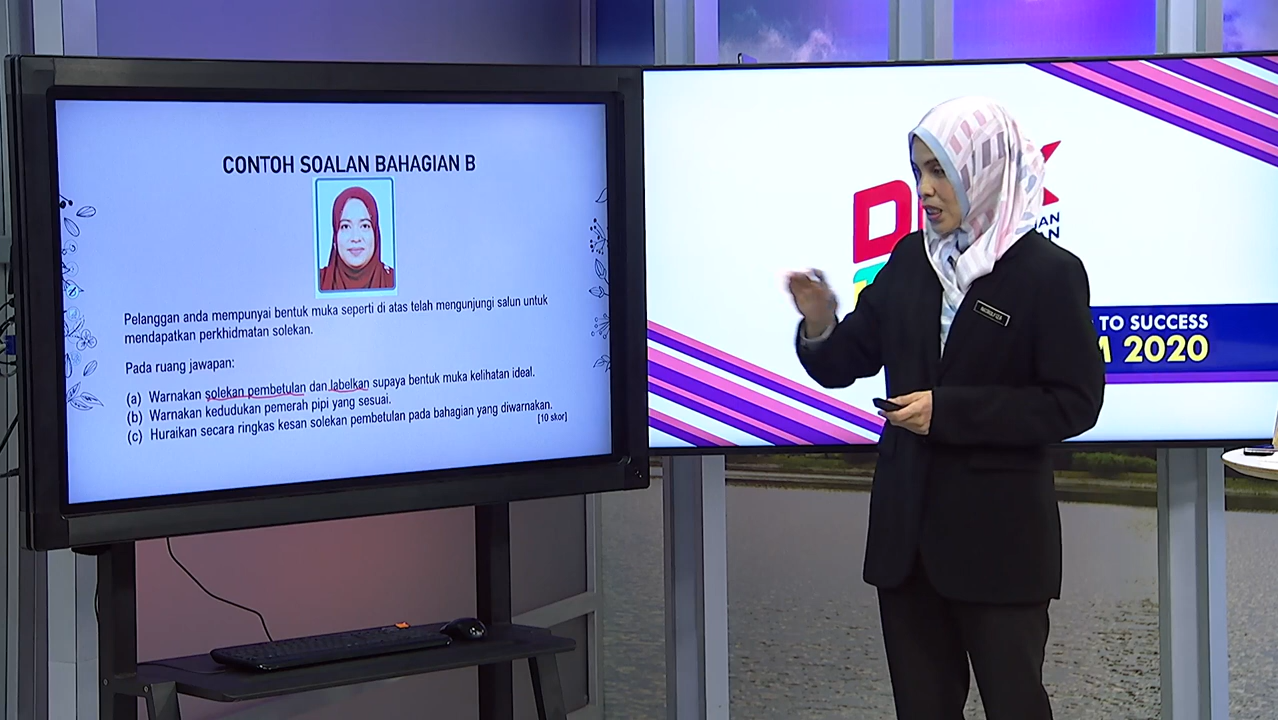 CONTOH SOALAN BAHAGIAN B
Pelanggan anda mempunyai bentuk muka seperti di atas telah mengunjungi salun untuk
mendapatkan perkhidmatan solekan.
Pada ruang jawapan:
(a) Warnakan solekan pembetulan dan labelkan supaya bentuk muka kelihatan ideal.
(b) Warnakan kedudukan pemerah pipi yang sesuai.
(c) Huraikan secara ringkas kesan solekan pembetulan pada bahagian yang diwarnakan.
[10 skor]
TO SUCCESS
M 2020